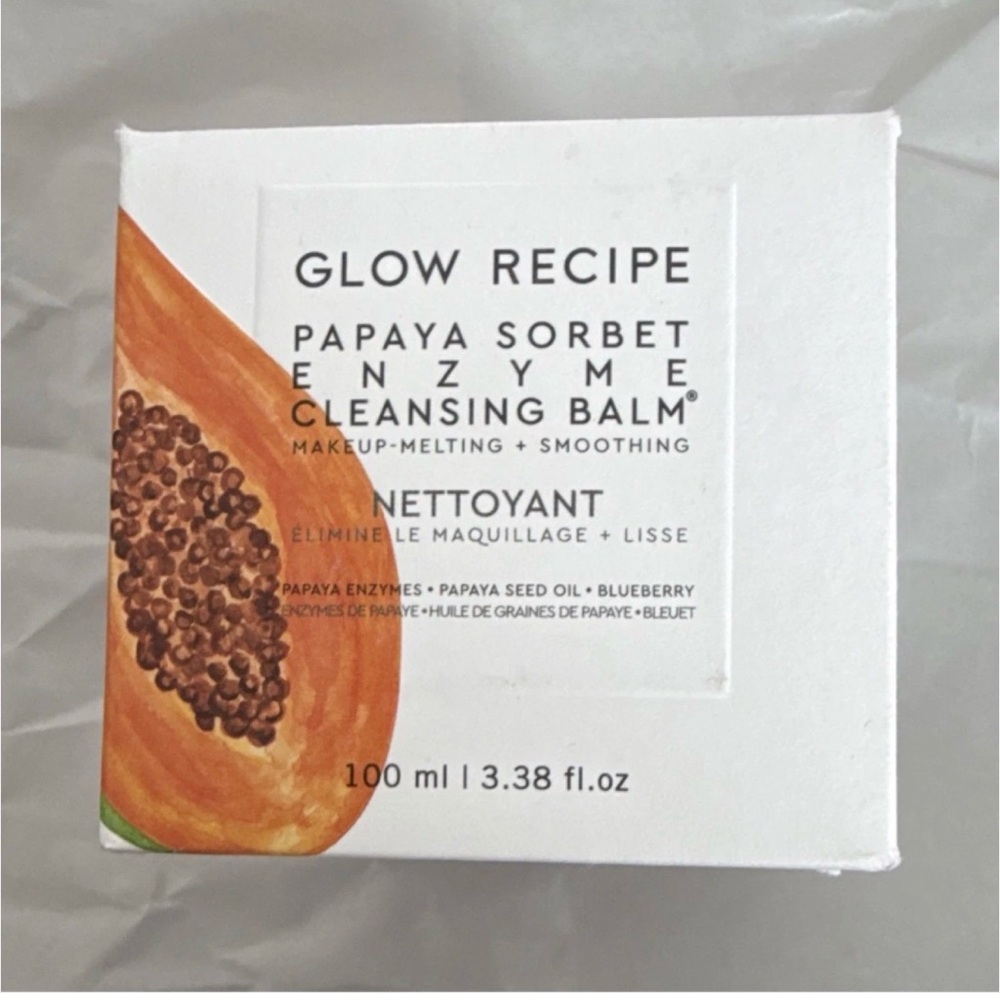 GLOW RECIPE
PAPAYA SORBET
ENZYME
CLEANSING BALM®
MAKEUP-MELTING + SMOOTHING
NETTOYANT
ÉLIMINE LE MAQUILLAGE + LISSE
PAPAYA ENZYMES • PAPAYA SEED OIL • BLUEBERRY
ENZYMES DE PAPAYE • HUILE DE GRAINES DE PAPAYE • BLEUET
100 ml | 3.38 fl.oz